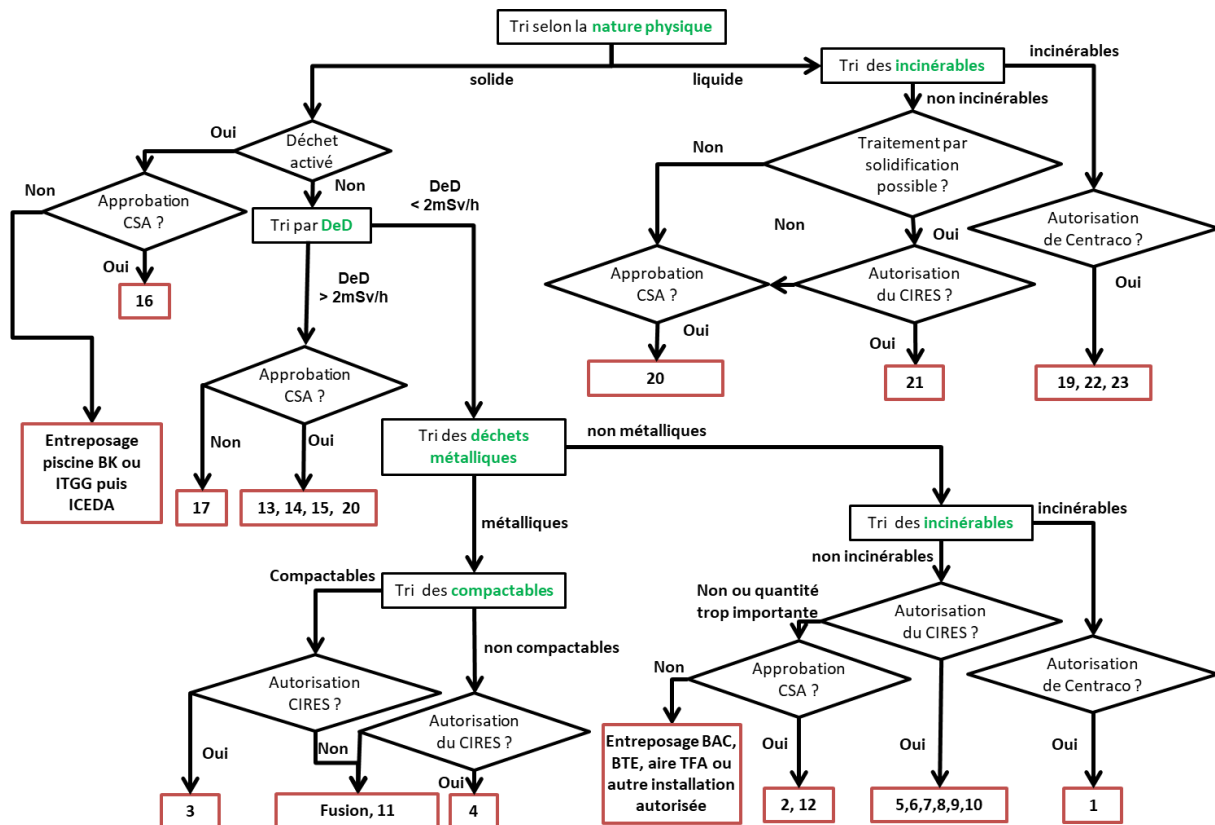 Tri selon la nature physique
solide
liquide
Tri des incinérables
incinérables
non incinérables
Oui
Déchet
activé
Non
Non
Approbation
CSA ?
Oui
16
Entreposage
piscine BK ou
ITGG puis
ICEDA
Tri par DeD
DeD
< 2mSv/h
DeD
> 2mSv/h
Approbation
CSA ?
Non
Oui
17
13, 14, 15, 20
Non
Traitement par
solidification
possible ?
Non
Oui
Approbation
CSA ?
Autorisation
du CIRES ?
Autorisation
de Centraco ?
Oui
Oui
Oui
20
21
19, 22, 23
Tri des déchets
métalliques
non métalliques
métalliques
Tri des incinérables
incinérables
non incinérables
Compactables
Tri des compactables
non compactables
Autorisation
CIRES ?
Autorisation
du CIRES ?
Oui
Non
Oui
3
Fusion, 11
4
Non ou quantité
trop importante
Autorisation
du CIRES ?
Non
Approbation
CSA ?
Autorisation
de Centraco ?
Entreposage BAC,
BTE, aire TFA ou
autre installation
autorisée
Oui
Oui
Oui
2, 12
5,6,7,8,9,10
1